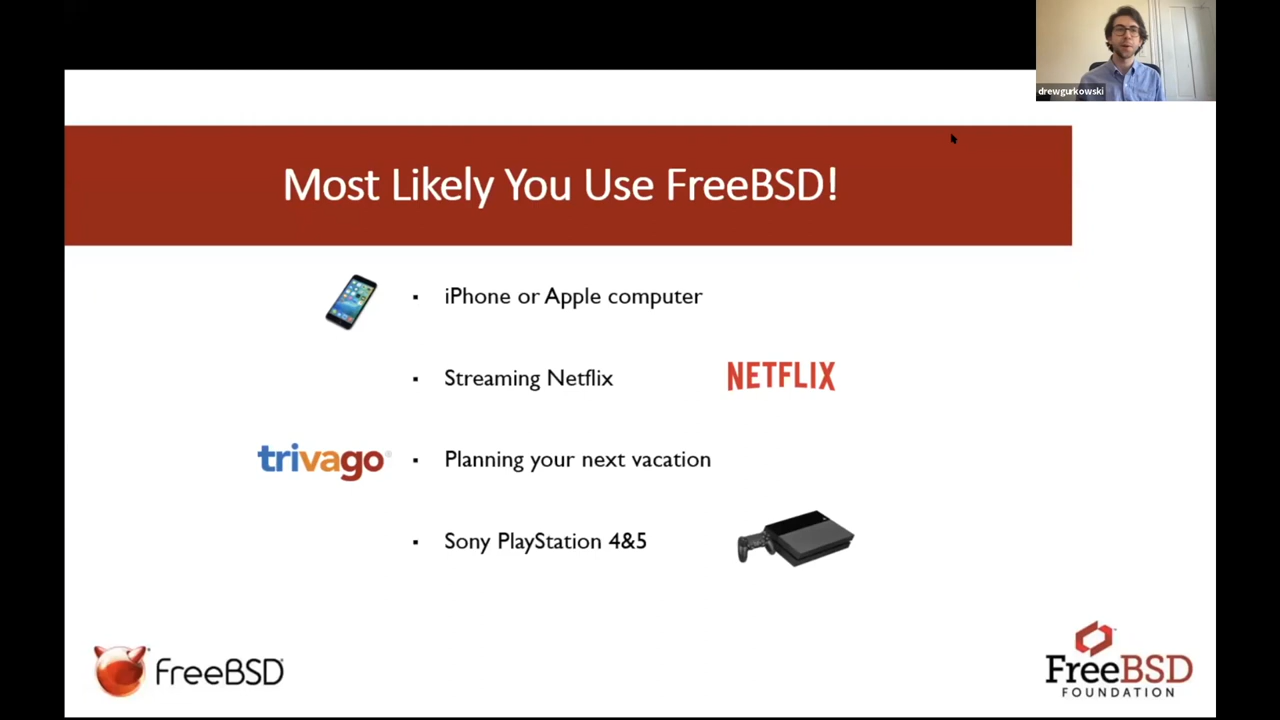 drewgurkowski
Most Likely You Use FreeBSD!
▪ iPhone or Apple computer
▪ Streaming Netflix
NETFLIX
trivago
▪ Planning your next vacation
▪ Sony PlayStation 4&5
FreeBSD
FreeBSD
FOUNDATION